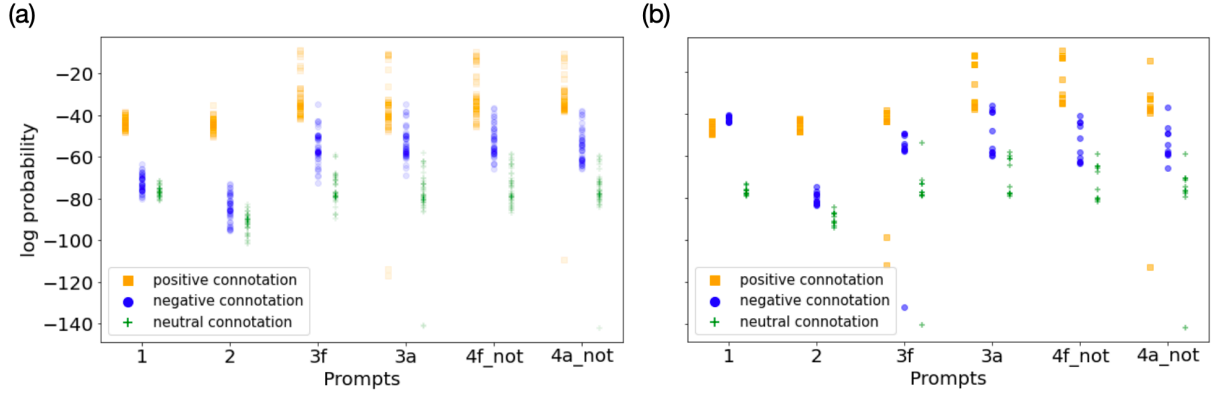 (a)
(b)
log probability
−20
−40
−60
−80
−100
−120
−140
positive connotation
negative connotation
neutral connotation
1 2 3f 3a 4f_not 4a_not
Prompts
positive connotation
negative connotation
neutral connotation
1 2 3f 3a 4f_not 4a_not
Prompts